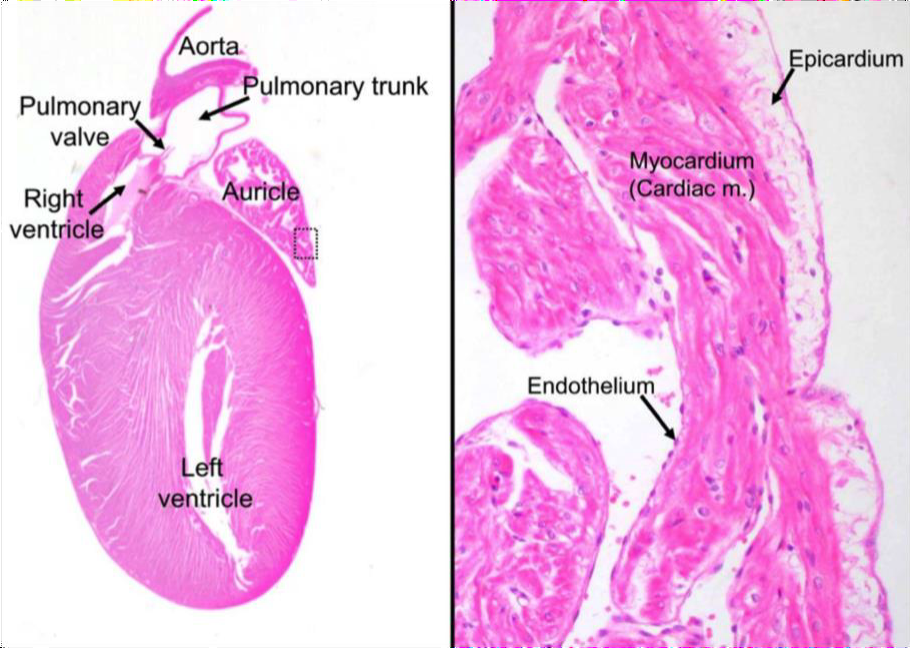 Aorta
Pulmonary trunk
Pulmonary
valve
Auricle
Right
ventricle
Left
ventricle
Epicardium
Myocardium
(Cardiac m.)
Endothelium